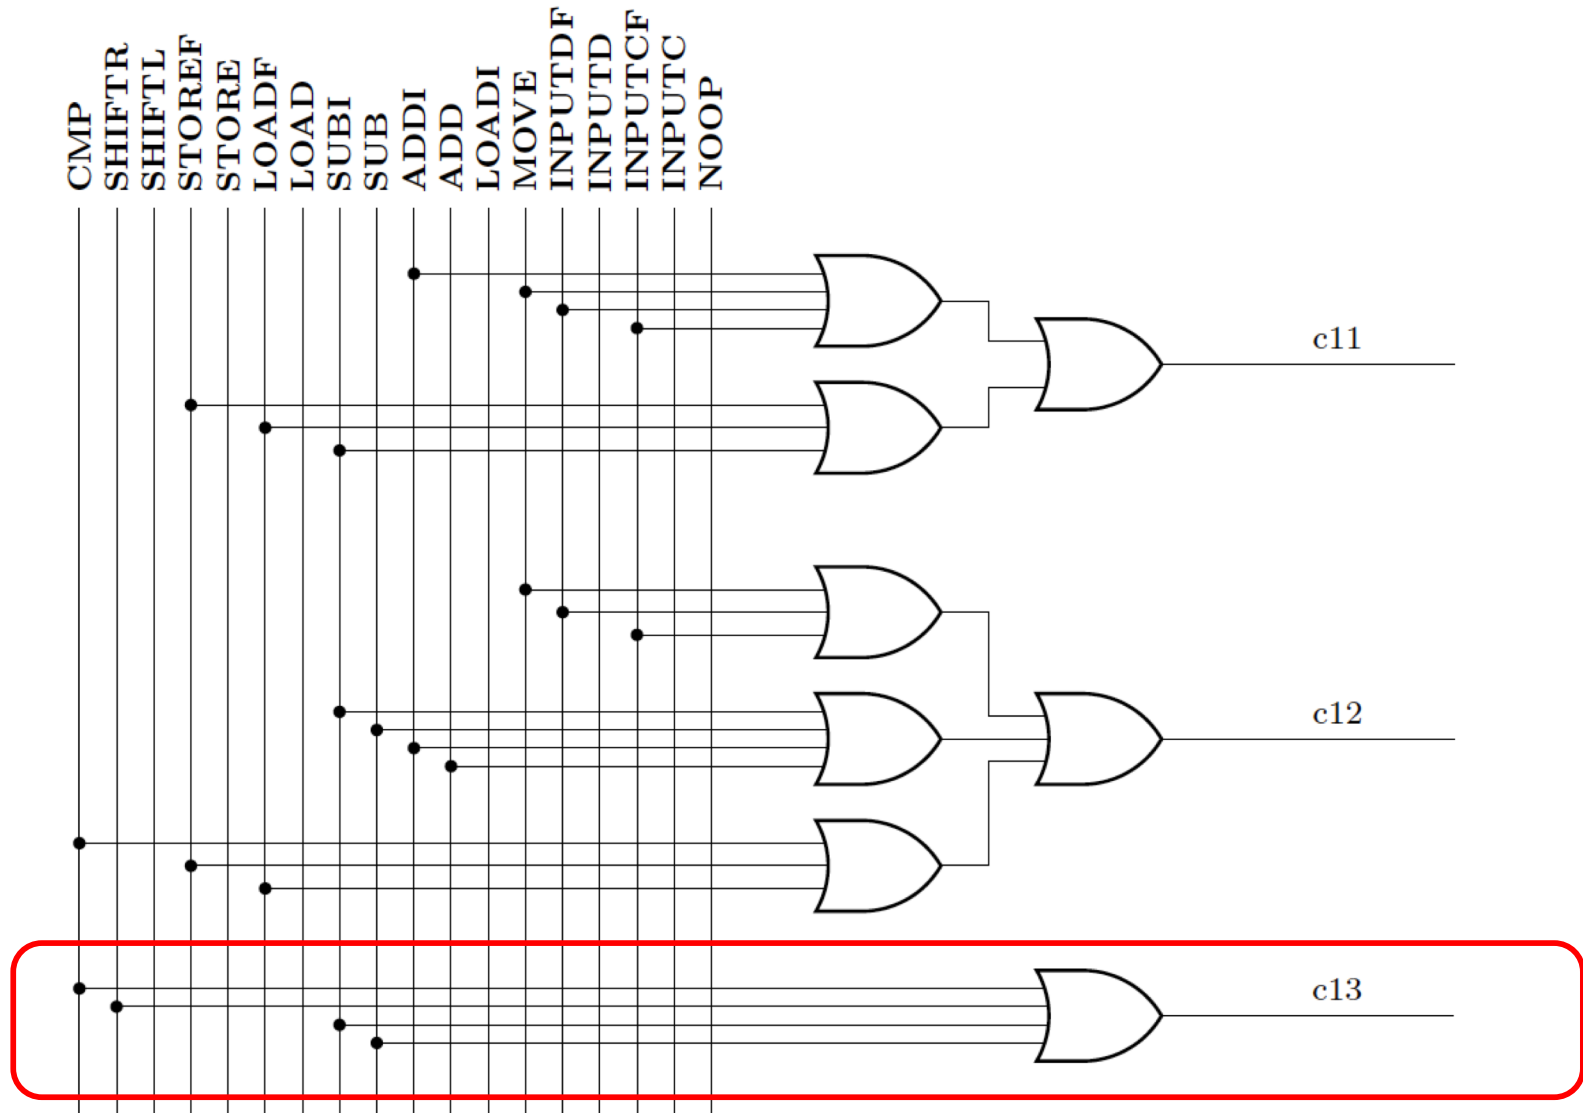 CMP
SHIFTR
SHIFTL
STOREF
STORE
LOADF
LOAD
SUBI
SUB
ADDI
ADD
LOADI
MOVE
INPUTDF
INPUTD
INPUTCF
INPUTC
NOOP
c11
c12
c13